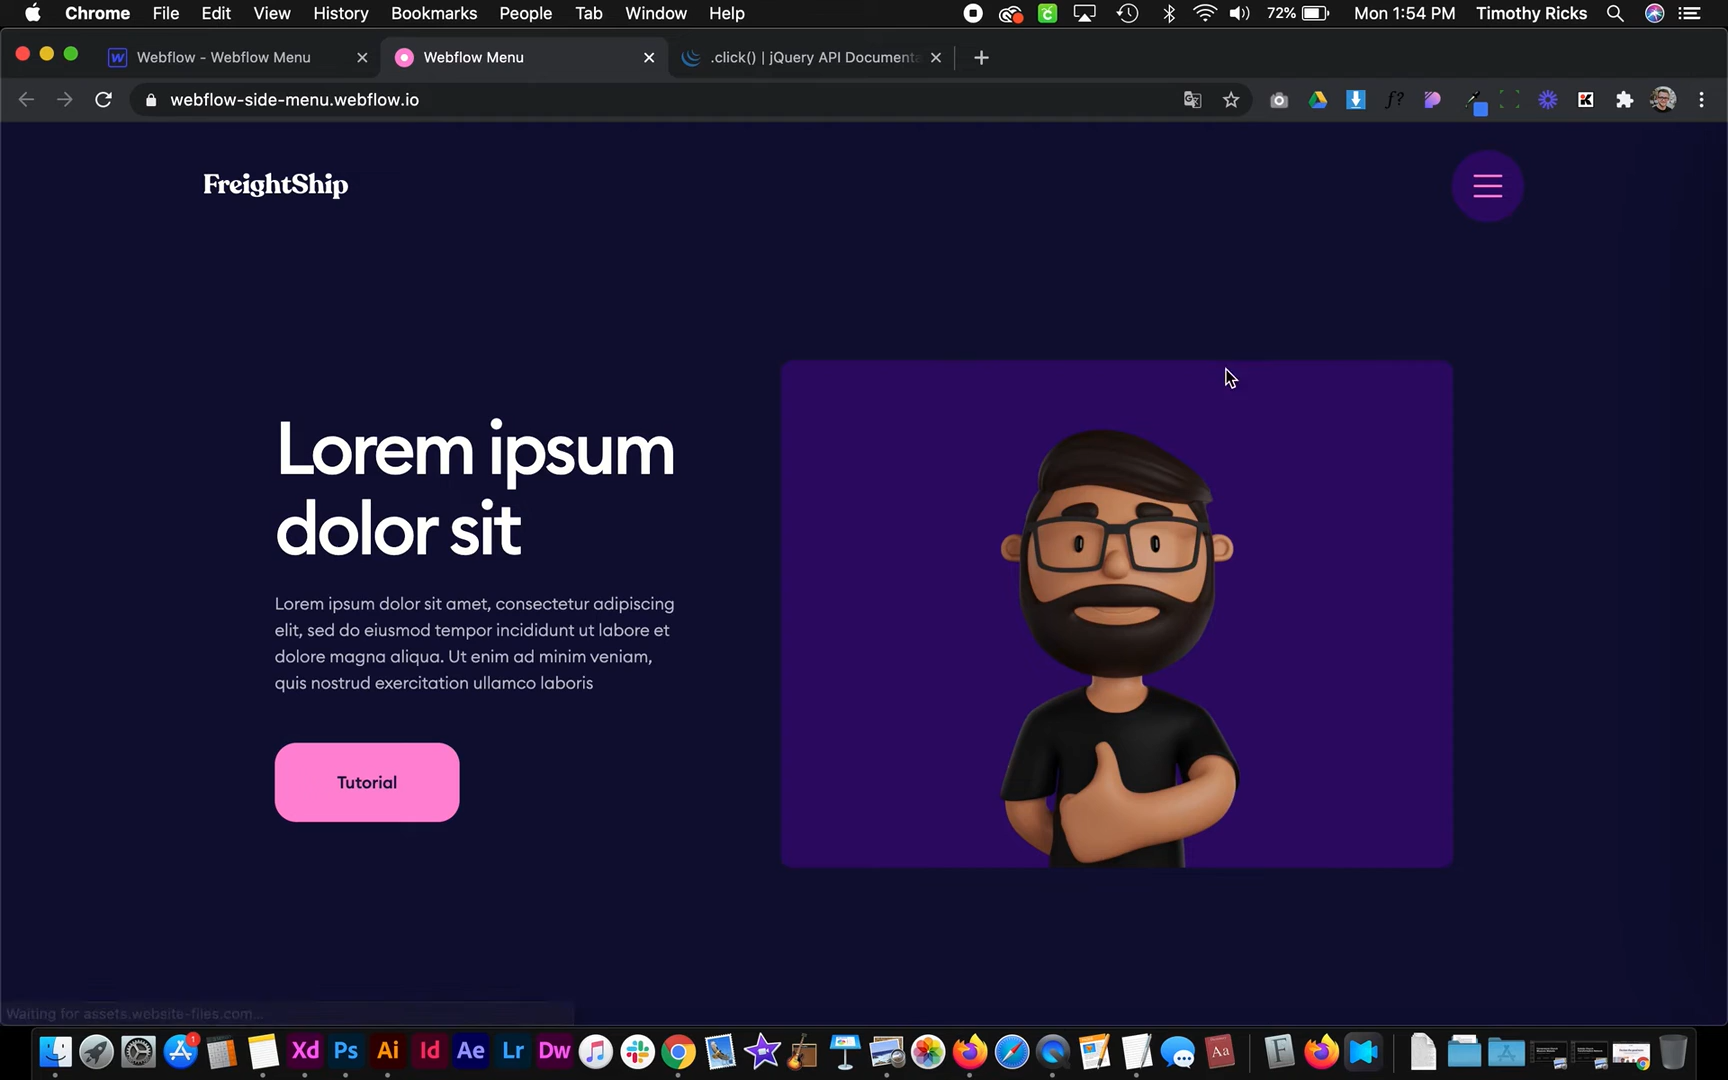 Chrome File Edit View History Bookmarks People Tab Window Help 72% Mon 1:54 PM Timothy Ricks
Webflow - Webflow Menu Webflow Menu .click() | jQuery API Documenta
webflow-side-menu.webflow.io
FreightShip
Lorem ipsum
dolor sit
Lorem ipsum dolor sit amet, consectetur adipiscing
elit, sed do eiusmod tempor incididunt ut labore et
dolore magna aliqua. Ut enim ad minim veniam,
quis nostrud exercitation ullamco laboris
Tutorial
Waiting for assets.website-files.com...
1 Xd Ps Ai Id Ae Lr Dw Aa